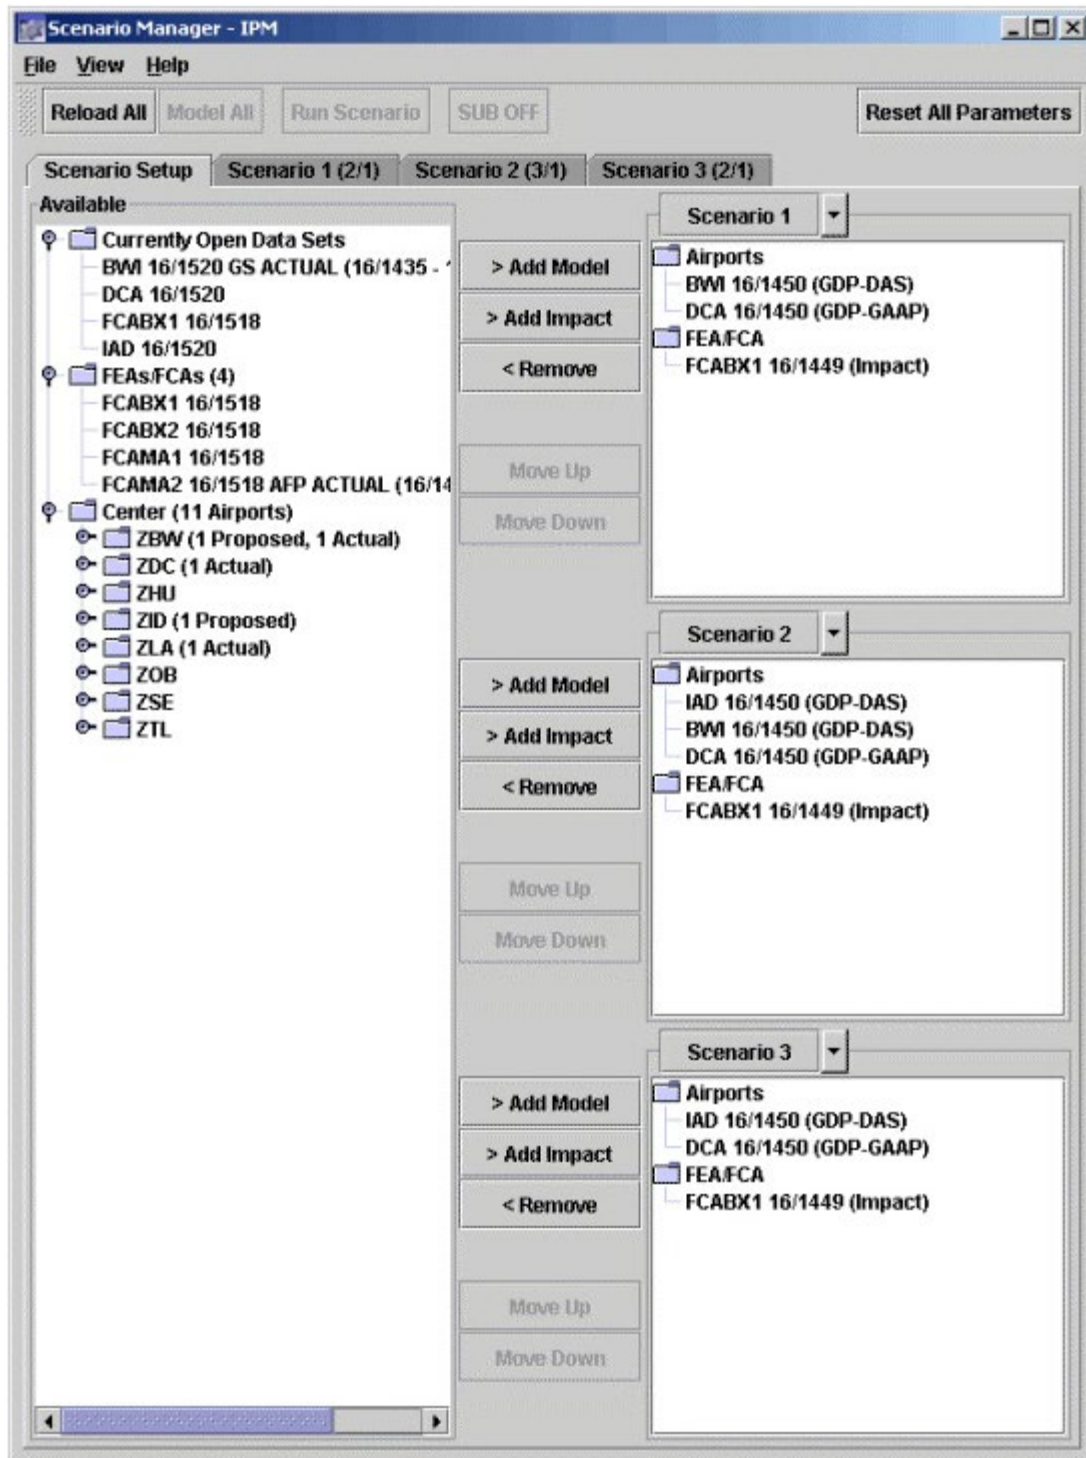 Scenario Manager - IPM
File View Help
Reload All Model All Run Scenario SUB OFF Reset All Parameters
Scenario Setup Scenario 1 (2/1) Scenario 2 (3/1) Scenario 3 (2/1)
Available
Currently Open Data Sets
BWI 16/1520 GS ACTUAL (16/1435 -
DCA 16/1520
FCABX1 16/1518
IAD 16/1520
FEAs/FCAs (4)
FCABX1 16/1518
FCABX2 16/1518
FCAMA1 16/1518
FCAMA2 16/1518 AFP ACTUAL (16/14
Center (11 Airports)
ZBW (1 Proposed, 1 Actual)
ZDC (1 Actual)
ZHU
ZID (1 Proposed)
ZLA (1 Actual)
ZOB
ZSE
ZTL
> Add Model
> Add Impact
< Remove
Move Up
Move Down
Scenario 1
Airports
BWI 16/1450 (GDP-DAS)
DCA 16/1450 (GDP-GAAP)
FEA/FCA
FCABX1 16/1449 (Impact)
> Add Model
> Add Impact
< Remove
Move Up
Move Down
Scenario 2
Airports
IAD 16/1450 (GDP-DAS)
BWI 16/1450 (GDP-DAS)
DCA 16/1450 (GDP-GAAP)
FEA/FCA
FCABX1 16/1449 (Impact)
> Add Model
> Add Impact
< Remove
Move Up
Move Down
Scenario 3
Airports
IAD 16/1450 (GDP-DAS)
DCA 16/1450 (GDP-GAAP)
FEA/FCA
FCABX1 16/1449 (Impact)